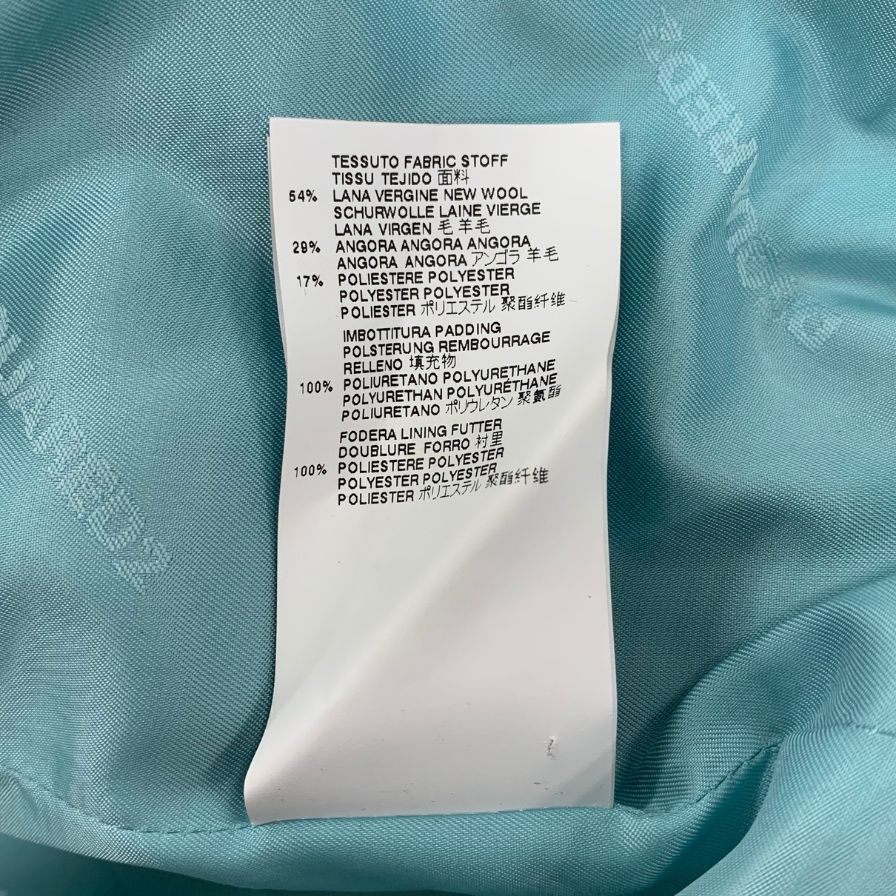 TESSUTO FABRIC STOFF
TISSU TEJIDO 面料
54% LANA VERGINE NEW WOOL
SCHURWOLLE LAINE VIERGE
LANA VIRGEN 毛 羊毛
29% ANGORA ANGORA ANGORA
ANGORA ANGORA アンゴラ 羊毛
17% POLIESTERE POLYESTER
POLYESTER POLYESTER
POLIESTER ポリエステル 聚酯纤维
IMBOTTITURA PADDING
POLSTERUNG REMBOURRAGE
RELLENO 填充物
100% POLIURETANO POLYURETHANE
POLYURETHAN POLYURÉTHANE
POLIURETANO ポリウレタン 聚氨酯
FODERA LINING FUTTER
DOUBLURE FORRO 衬里
100% POLIESTERE POLYESTER
POLYESTER POLYESTER
POLIESTER ポリエステル 聚酯纤维